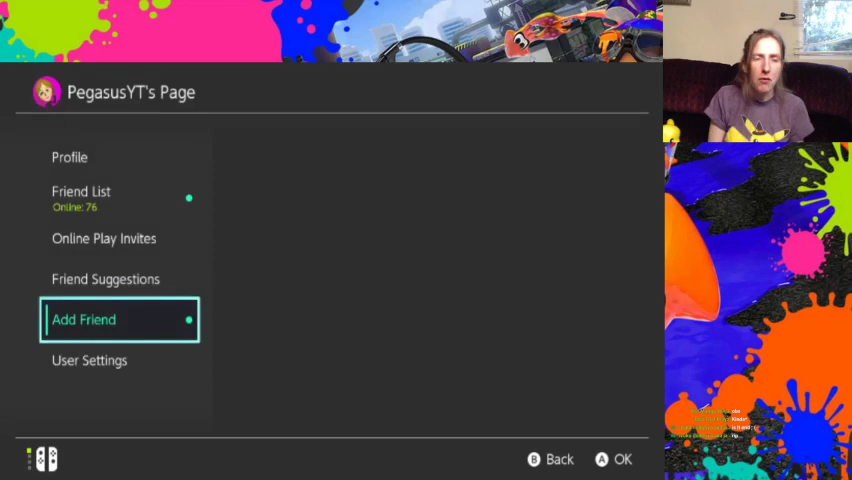 PegasusYT's Page
Profile
Friend List
Online: 76
Online Play Invites
Friend Suggestions
Add Friend
User Settings
B Back A OK